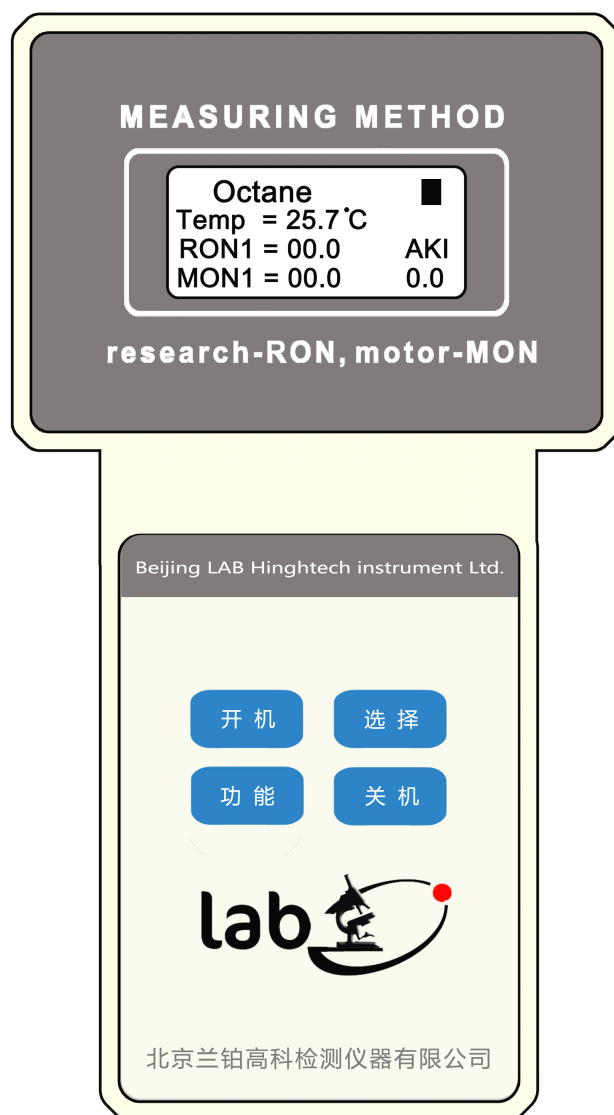 MEASURING METHOD
Octane
Temp = 25.7°C
RON1 = 00.0 AKI
MON1 = 00.0 0.0
research-RON, motor-MON
Beijing LAB Hinghtech instrument Ltd.
开机 选择
功能 关机
lab
北京兰铂高科检测仪器有限公司